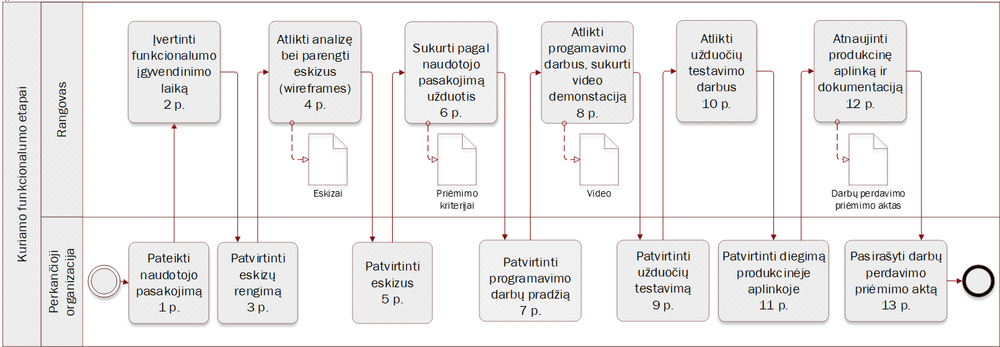 Kuriamo funkcionalumo etapai
Rangovas
Įvertinti
funkcionalumo
įgyvendinimo
laiką
2 p.
Atlikti analizę
bei parengti
eskizus
(wireframes)
4 p.
Sukurti pagal
naudotojo
pasakojimą
užduotis
6 p.
Atlikti
progamavimo
darbus, sukurti
video
demonstaciją
8 p.
Atlikti
užduočių
testavimo
darbus
10 p.
Atnaujinti
produkcinę
aplinką ir
dokumentaciją
12 p.
Eskizai
Priėmimo
kriterijai
Video
Darbų perdavimo
priėmimo aktas
Perkančioji
organizacija
Pateikti
naudotojo
pasakojimą
1 p.
Patvirtinti
eskizų
rengimą
3 p.
Patvirtinti
eskizus
5 p.
Patvirtinti
programavimo
darbų pradžią
7 p.
Patvirtinti
užduočių
testavimą
9 p.
Patvirtinti diegimą
produkcinėje
aplinkoje
11 p.
Pasirašyti darbų
perdavimo
priėmimo aktą
13 p.